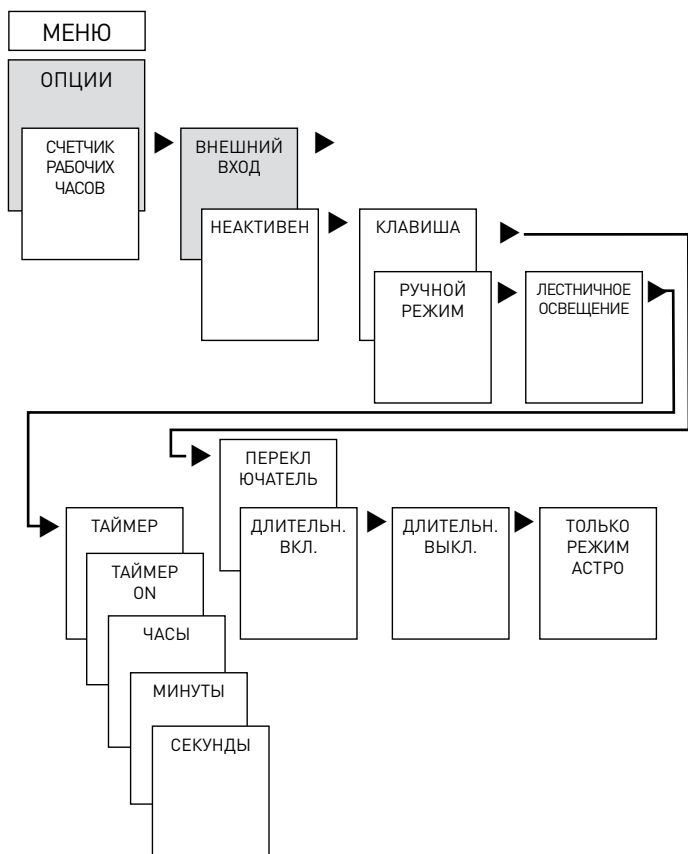 МЕНЮ
ОПЦИИ
СЧЕТЧИК
РАБОЧИХ
ЧАСОВ
ВНЕШНИЙ
ВХОД
НЕАКТИВЕН
КЛАВИША
РУЧНОЙ
РЕЖИМ
ЛЕСТНИЧНОЕ
ОСВЕЩЕНИЕ
ПЕРЕКЛ
ЮЧАТЕЛЬ
ДЛИТЕЛЬН.
ВКЛ.
ДЛИТЕЛЬН.
ВЫКЛ.
ТОЛЬКО
РЕЖИМ
АСТРО
ТАЙМЕР
ТАЙМЕР
ON
ЧАСЫ
МИНУТЫ
СЕКУНДЫ